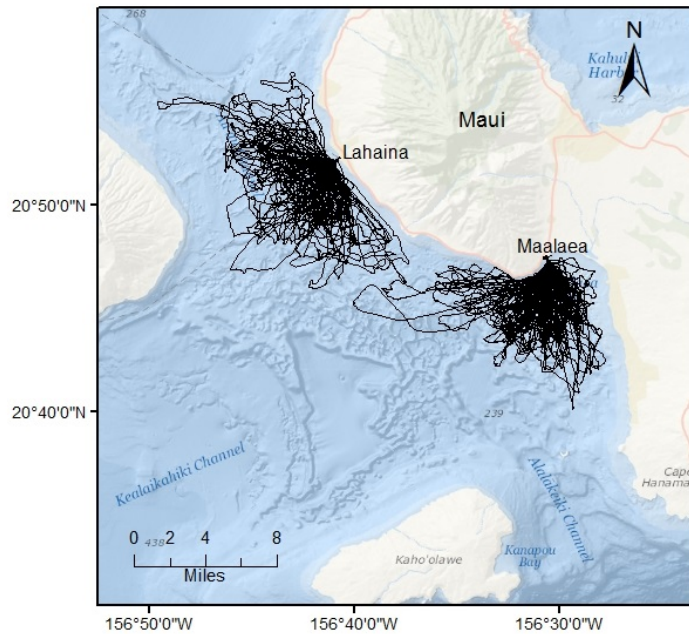 268
N
Kahul
Harb
32
Maui
Lahaina
20°50'0"N
Maalaea
20°40'0"N
239
Kealaikahiki Channel
Alalakeiki Channel
Cape
Hanama
0 2 4 8
438
Miles
Kaho'olawe
Kanapou
Bay
156°50'0"W 156°40'0"W 156°30'0"W